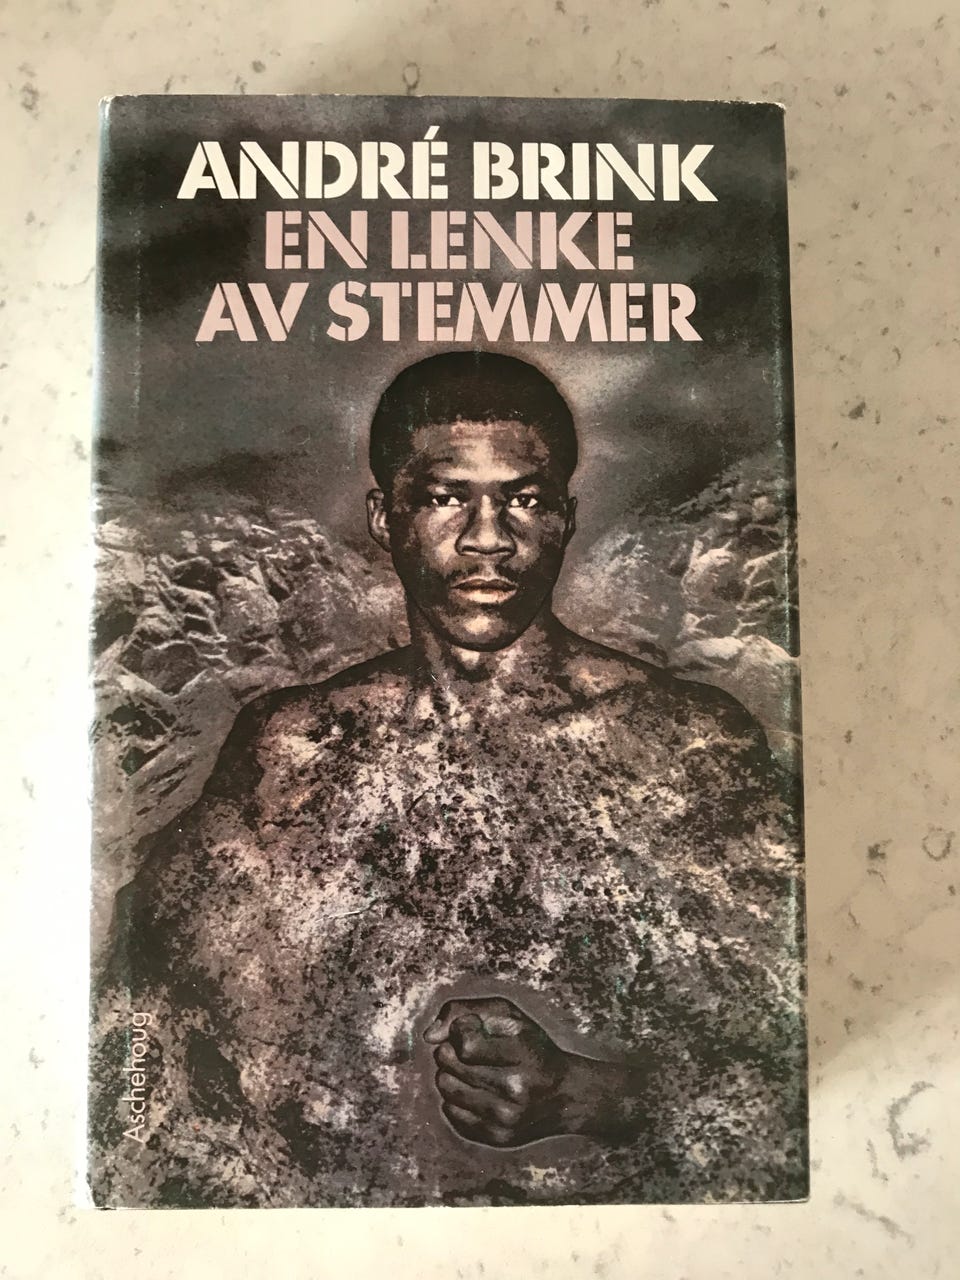 ANDRÉ BRINK
EN LENKE
AV STEMMER
Aschehoug